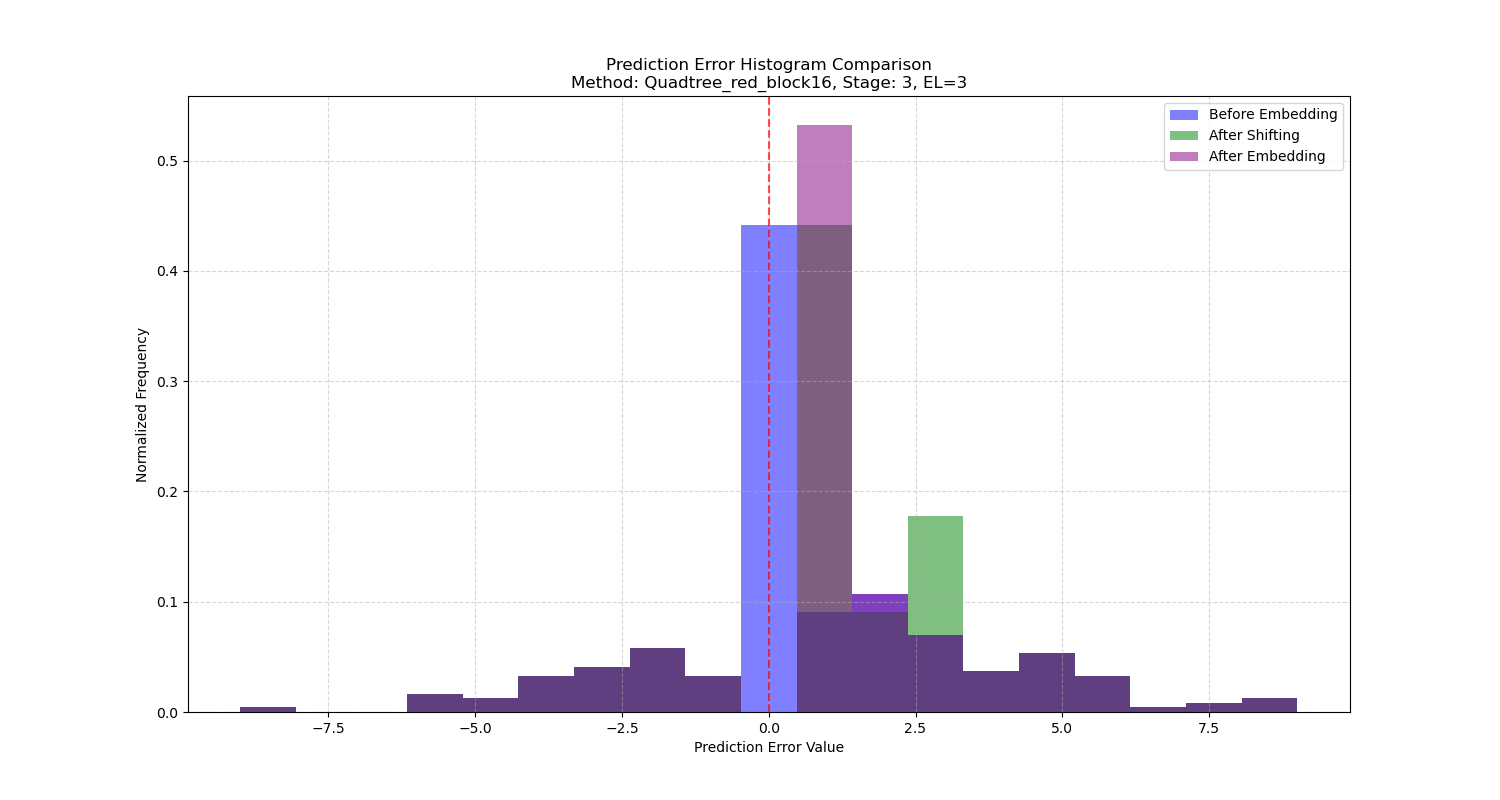 Prediction Error Histogram Comparison
Method: Quadtree_red_block16, Stage: 3, EL=3
Before Embedding
After Shifting
After Embedding
0.5
0.4
0.3
0.2
0.1
0.0
Normalized Frequency
−7.5 −5.0 −2.5 0.0 2.5 5.0 7.5
Prediction Error Value